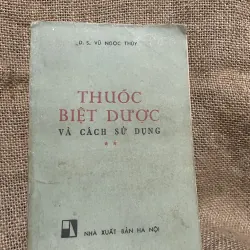 D. S. VŨ NGỌC THÚY
THUỐC
BIỆT DƯỢC
VÀ CÁCH SỬ DỤNG
* *
NHÀ XUẤT BẢN HÀ NỘI